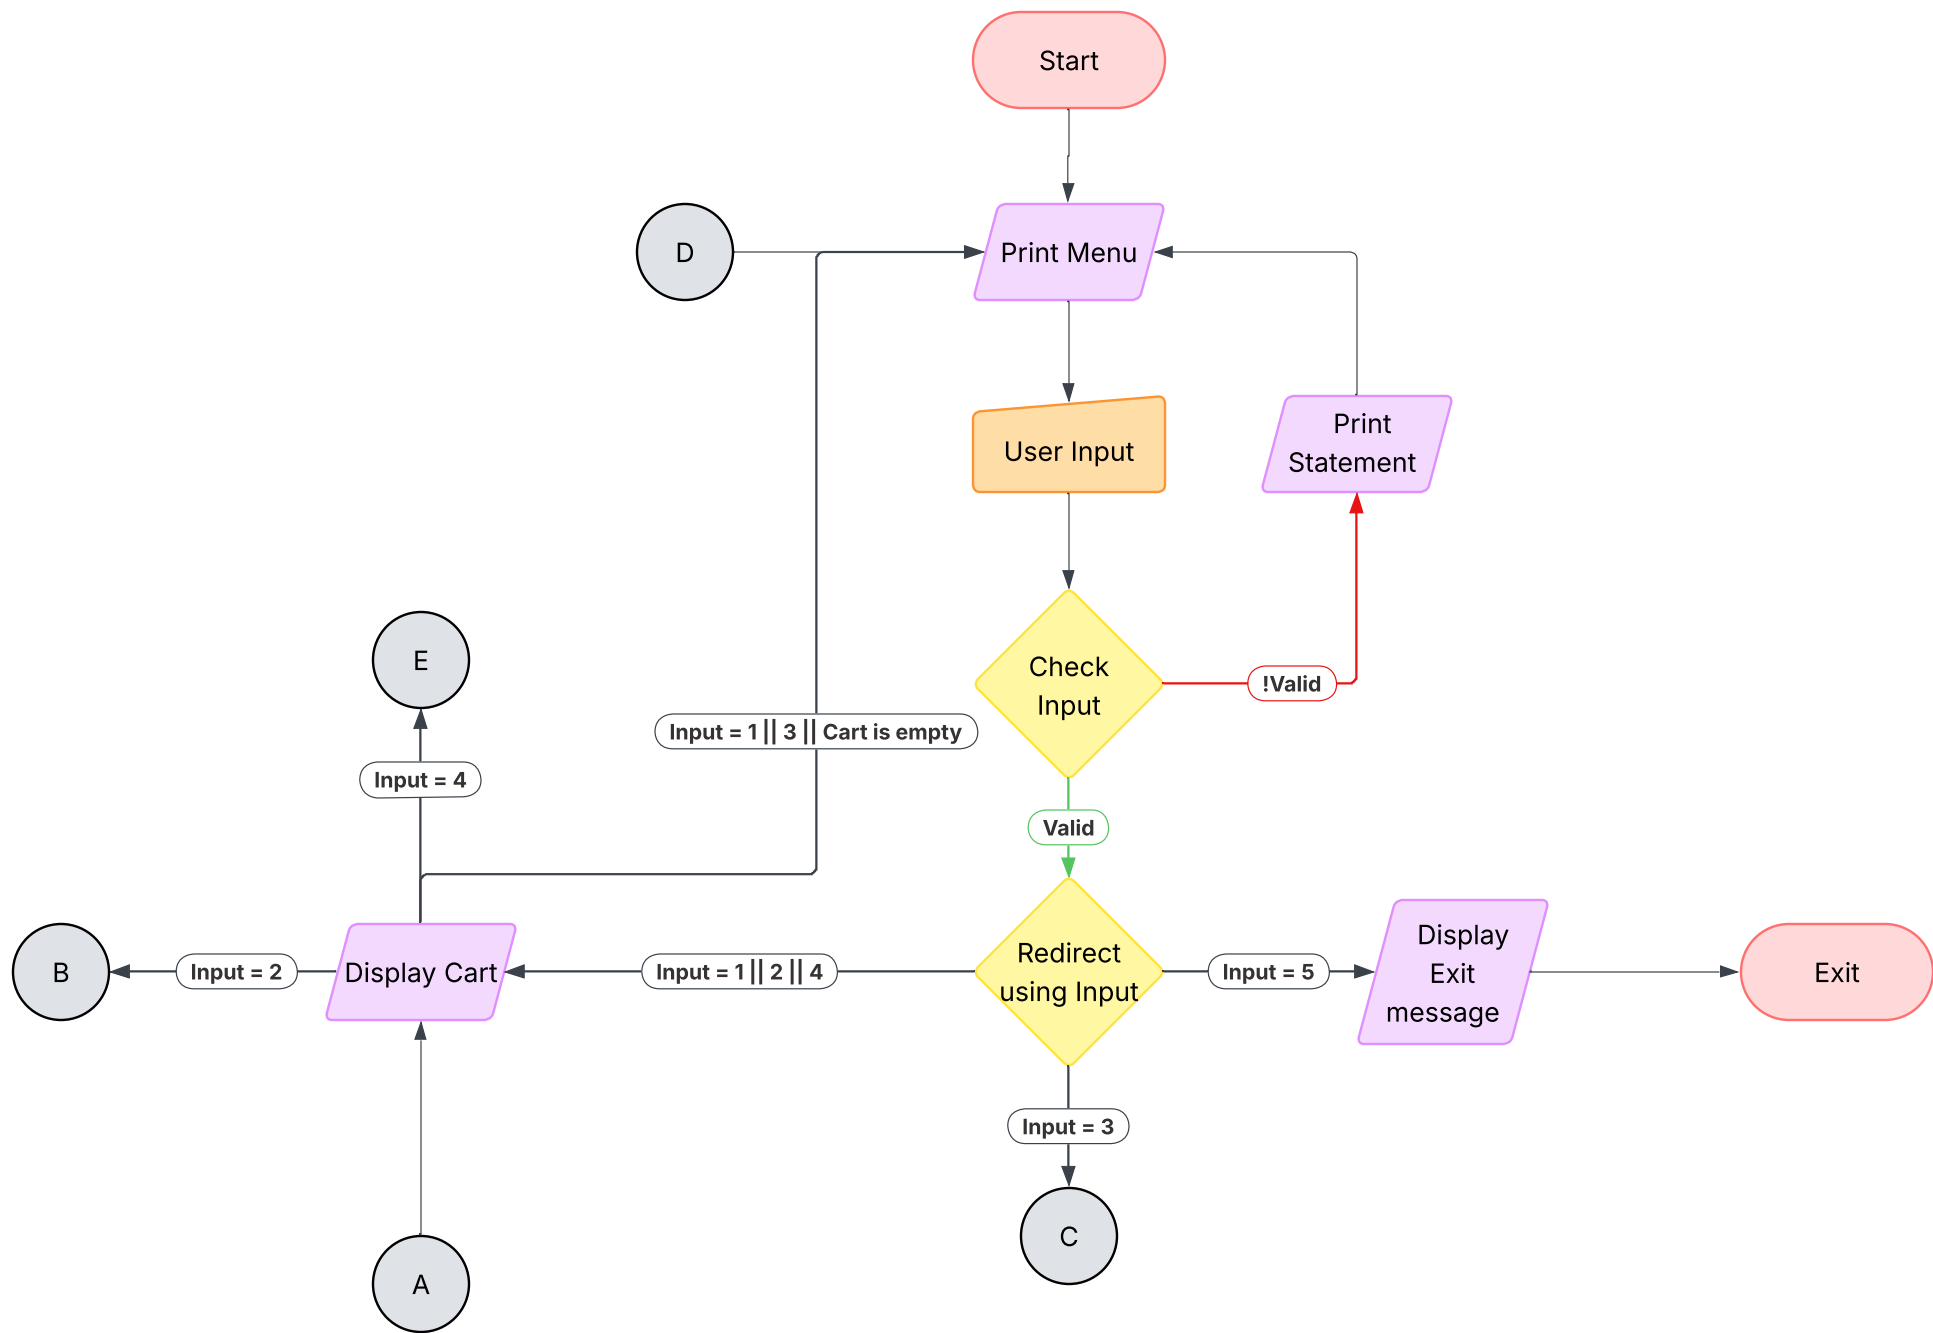 Start
D
Print Menu
User Input
Print
Statement
E
Check
Input
!Valid
Input = 1 || 3 || Cart is empty
Input = 4
Valid
B
Input = 2
Display Cart
Input = 1 || 2 || 4
Redirect
using Input
Input = 5
Display
Exit
message
Exit
Input = 3
C
A